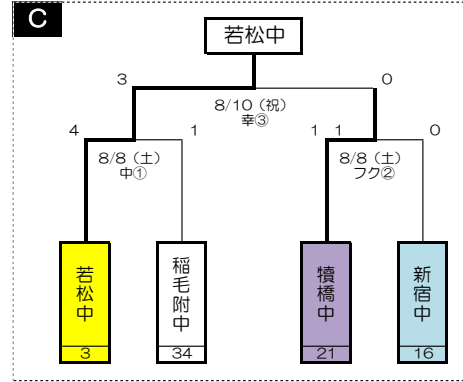 C
若松中
3
0
8/10（祝）
幸③
4
1
1 1
0
8/8（土）
中①
8/8（土）
フク②
若松中
稲毛附中
犢橋中
新宿中
3
34
21
16